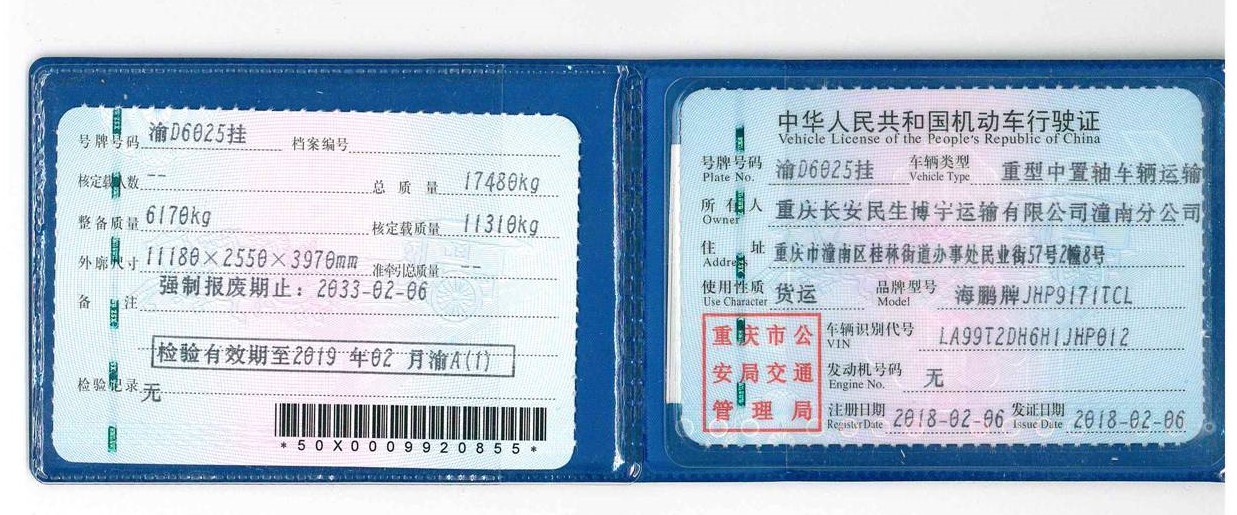 号牌号码 渝D6025挂 档案编号
核定载人数 -- 总质量 17480kg
整备质量 6170kg 核定载质量 11310kg
外廓尺寸 11180×2550×3970mm 准牵引总质量 --
强制报废期止：2033-02-06
备注
检验有效期至2019 年02 月渝A(1)
检验记录 无
*50X0009920855*
中华人民共和国机动车行驶证
Vehicle License of the People's Republic of China
号牌号码 渝D6025挂 车辆类型 重型中置轴车辆运输
Plate No. Vehicle Type
所有人 重庆长安民生博宇运输有限公司潼南分公司
Owner
住址 重庆市潼南区桂林街道办事处民业街57号2幢8号
Address
使用性质 货运 品牌型号 海鹏牌JHP9171TCL
Use Character Model
重庆市公
安局交通
管理局
车辆识别代号 LA99T2DH6H1JHP012
VIN
发动机号码 无
Engine No.
注册日期 2018-02-06 发证日期 2018-02-06
Register Date Issue Date